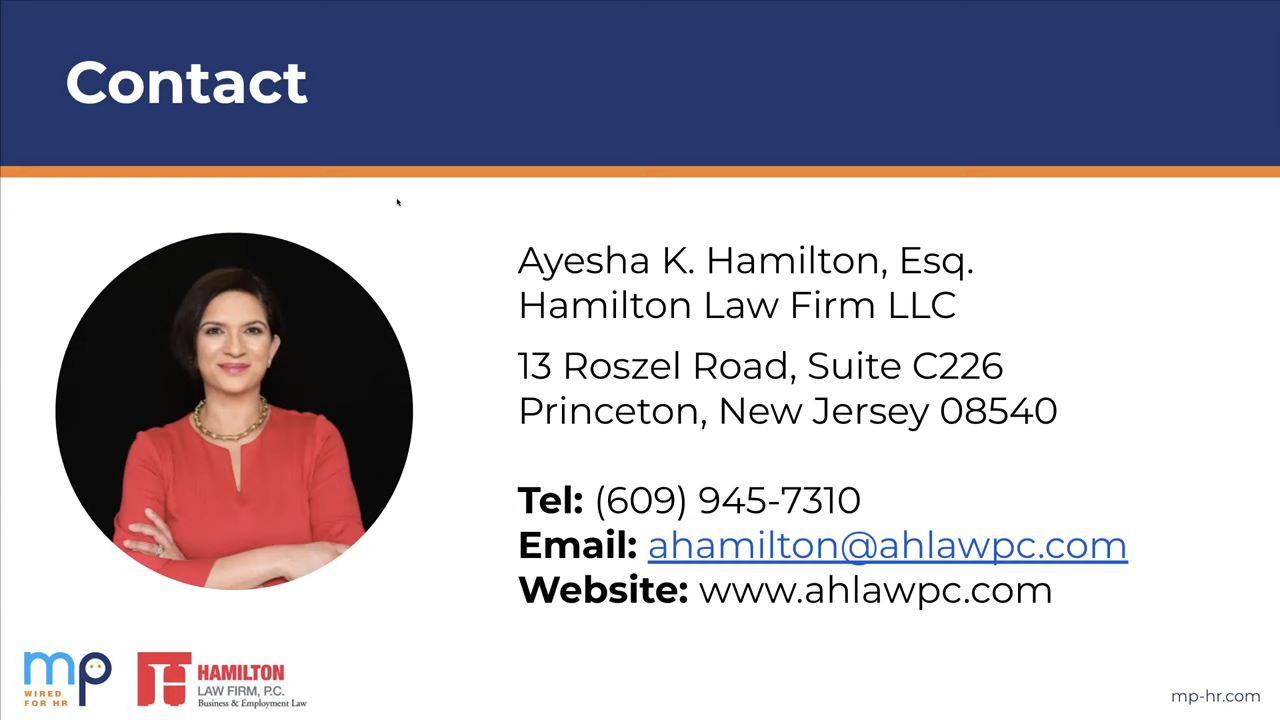 Contact
Ayesha K. Hamilton, Esq.
Hamilton Law Firm LLC
13 Roszel Road, Suite C226
Princeton, New Jersey 08540
Tel: (609) 945-7310
Email: ahamilton@ahlawpc.com
Website: www.ahlawpc.com
mp
WIRED
FOR HR
HAMILTON
LAW FIRM, P.C.
Business & Employment Law
mp-hr.com